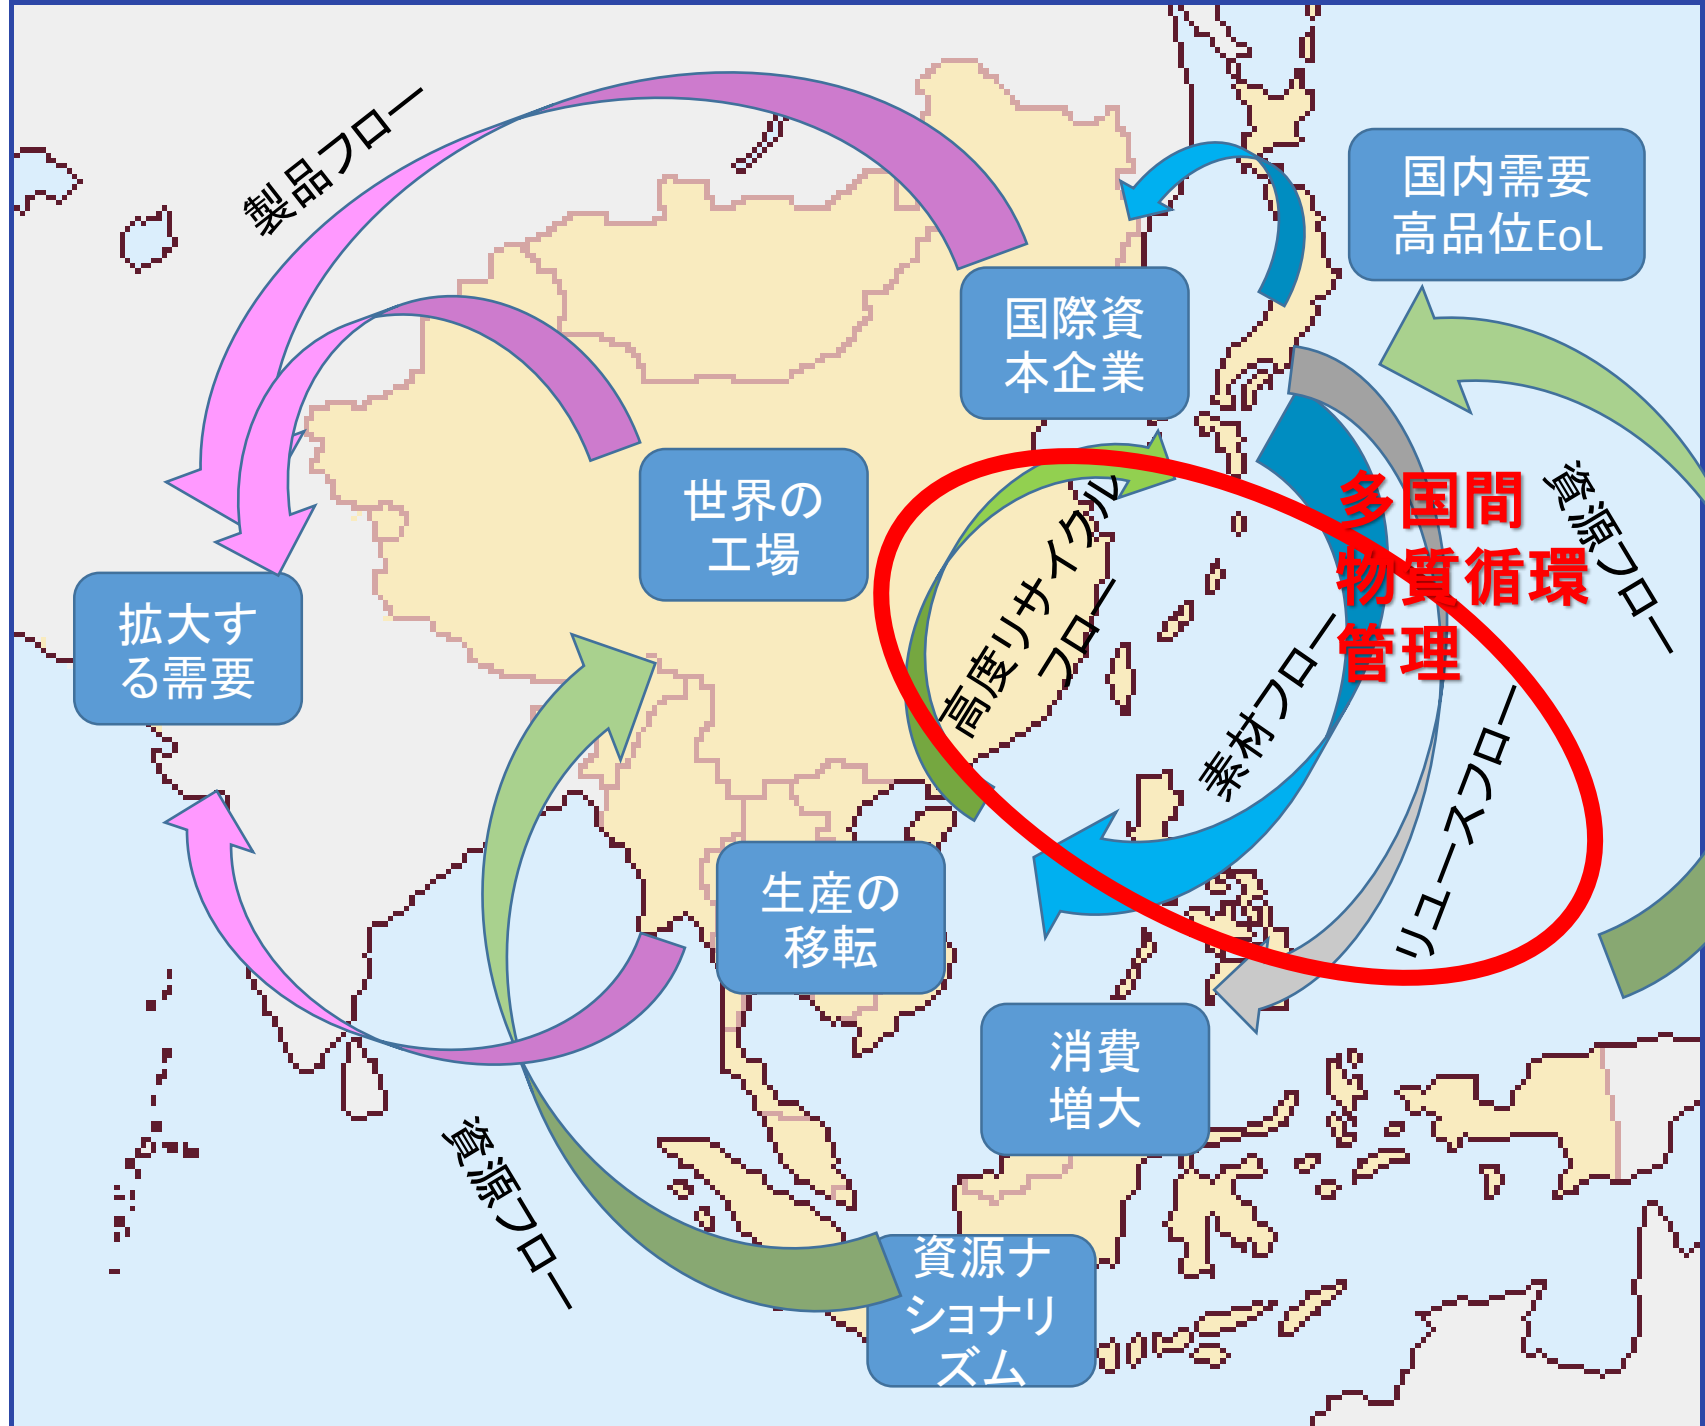 製品フロー
国内需要
高品位EoL
国際資
本企業
世界の
工場
多国間
物質循環
管理
資源フロー
高度リサイクル
フロー
拡大す
る需要
素材フロー
リユースフロー
生産の
移転
消費
増大
資源フロー
資源ナ
ショナリ
ズム